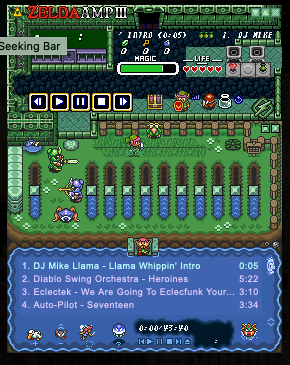 ZELDAAMP III
INTRO (0:05)
1. DJ MIKE
Seeking Bar
MAGIC
LIFE
1. DJ Mike Llama - Llama Whippin' Intro 0:05
2. Diablo Swing Orchestra - Heroines 5:22
3. Eclectek - We Are Going To Eclecfunk Your... 3:10
4. Auto-Pilot - Seventeen 3:34
0:00/43:40